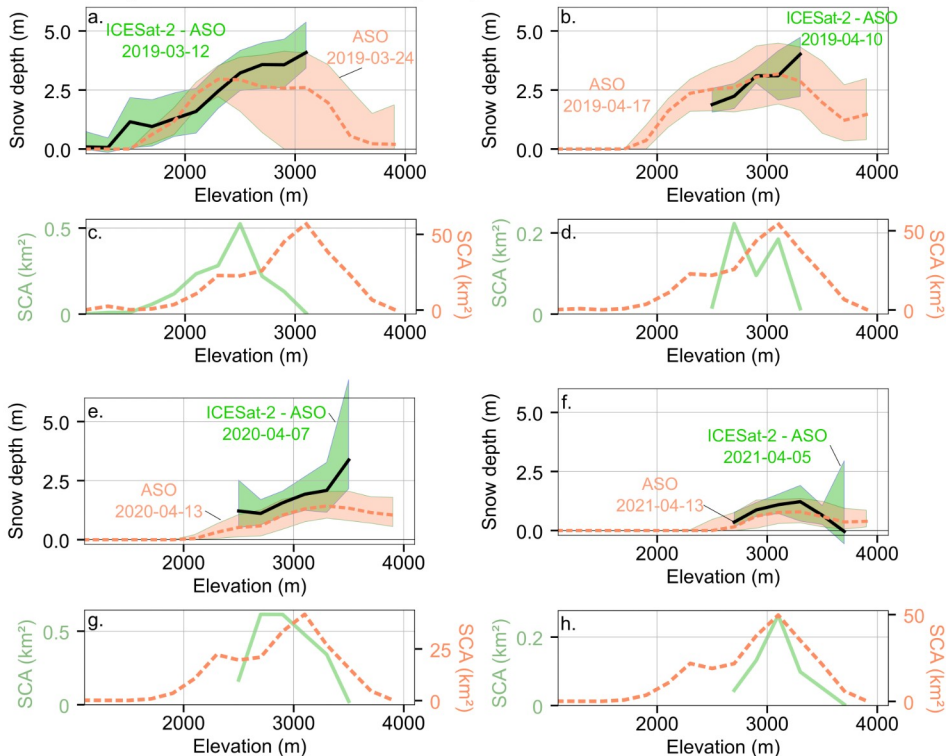 a.
ICESat-2 - ASO
2019-03-12
ASO
2019-03-24
Snow depth (m)
5.0
2.5
0.0
2000
3000
4000
Elevation (m)
b.
ICESat-2 - ASO
2019-04-10
ASO
2019-04-17
Snow depth (m)
5.0
2.5
0.0
2000
3000
4000
Elevation (m)
c.
SCA (km²)
0.5
0
50
0
SCA (km²)
2000
3000
4000
Elevation (m)
d.
SCA (km²)
0.2
0
50
0
SCA (km²)
2000
3000
4000
Elevation (m)
e.
ICESat-2 - ASO
2020-04-07
ASO
2020-04-13
Snow depth (m)
5.0
2.5
0.0
2000
3000
4000
Elevation (m)
f.
ICESat-2 - ASO
2021-04-05
ASO
2021-04-13
Snow depth (m)
5.0
2.5
0.0
2000
3000
4000
Elevation (m)
g.
SCA (km²)
0.5
0
25
0
SCA (km²)
2000
3000
4000
Elevation (m)
h.
SCA (km²)
0.2
0
50
0
SCA (km²)
2000
3000
4000
Elevation (m)